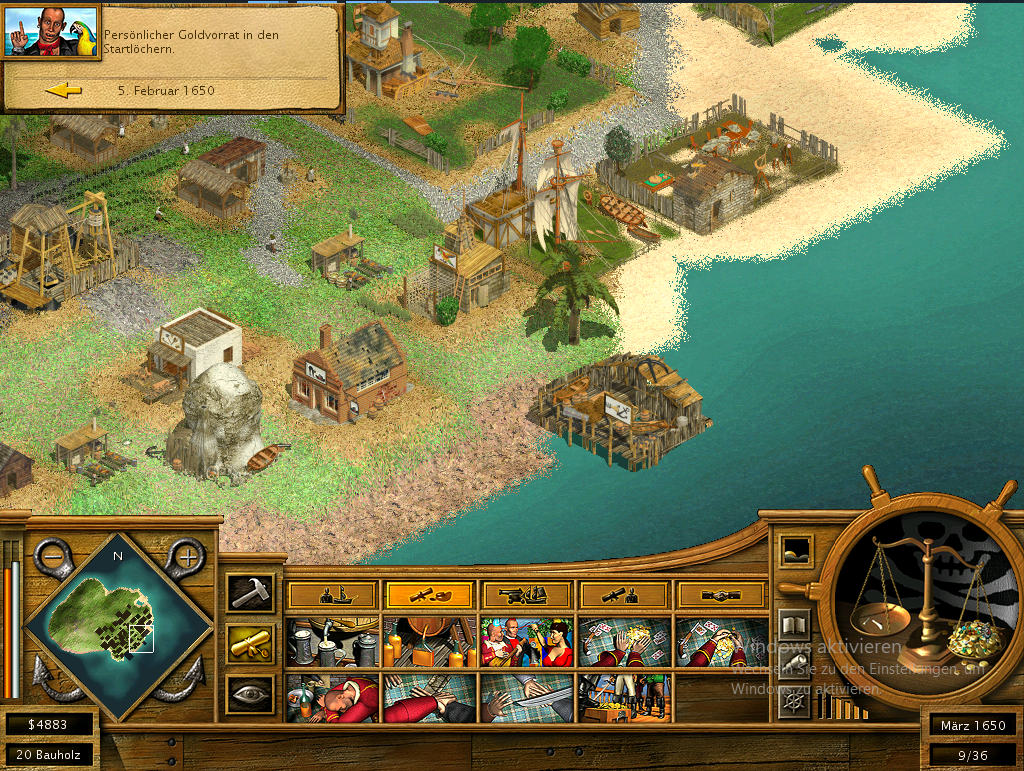 Persönlicher Goldvorrat in den
Startlöchern.
5. Februar 1650
N
Windows aktivieren
Wechseln Sie zu den Einstellungen, um
Windows zu aktivieren.
$4883
20 Bauholz
März 1650
9/36